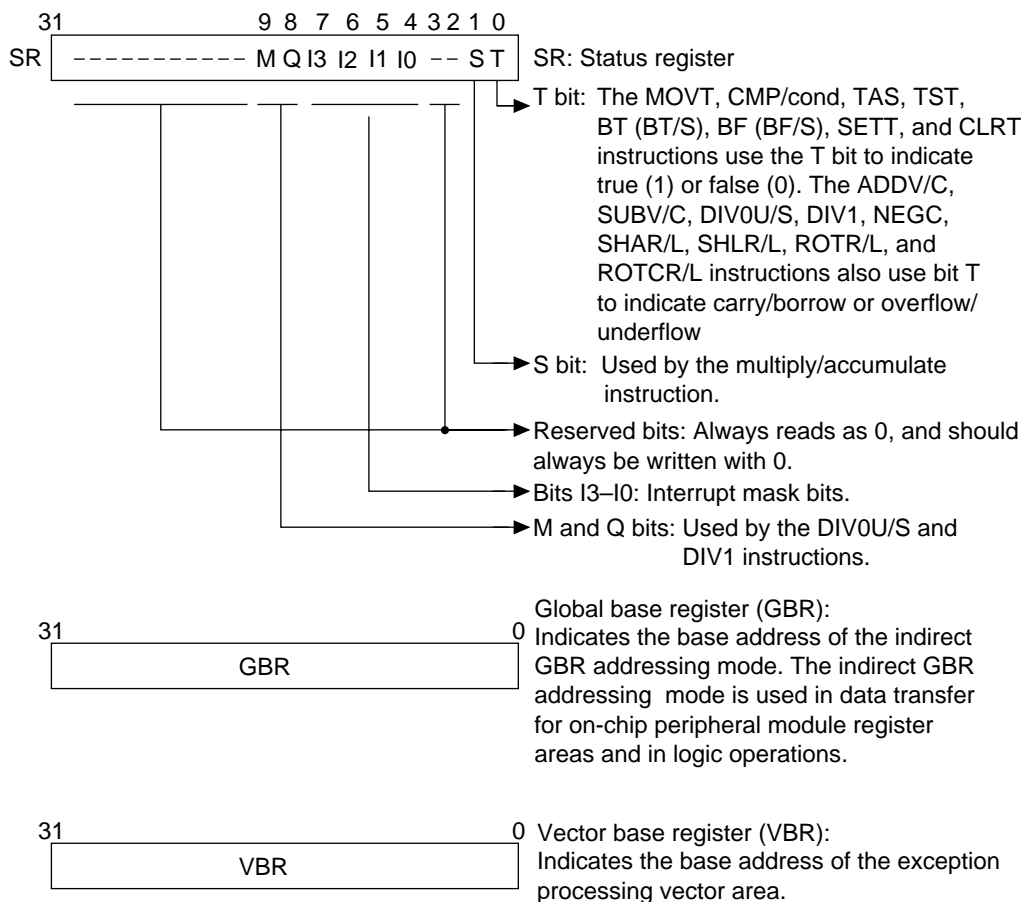 31 9 8 7 6 5 4 3 2 1 0
SR ----------- M Q I3 I2 I1 I0 -- S T SR: Status register
T bit: The MOVT, CMP/cond, TAS, TST,
BT (BT/S), BF (BF/S), SETT, and CLRT
instructions use the T bit to indicate
true (1) or false (0). The ADDV/C,
SUBV/C, DIV0U/S, DIV1, NEGC,
SHAR/L, SHLR/L, ROTR/L, and
ROTCR/L instructions also use bit T
to indicate carry/borrow or overflow/
underflow
S bit: Used by the multiply/accumulate
instruction.
Reserved bits: Always reads as 0, and should
always be written with 0.
Bits I3–I0: Interrupt mask bits.
M and Q bits: Used by the DIV0U/S and
DIV1 instructions.
31 0
GBR
Global base register (GBR):
Indicates the base address of the indirect
GBR addressing mode. The indirect GBR
addressing mode is used in data transfer
for on-chip peripheral module register
areas and in logic operations.
31 0
VBR
Vector base register (VBR):
Indicates the base address of the exception
processing vector area.